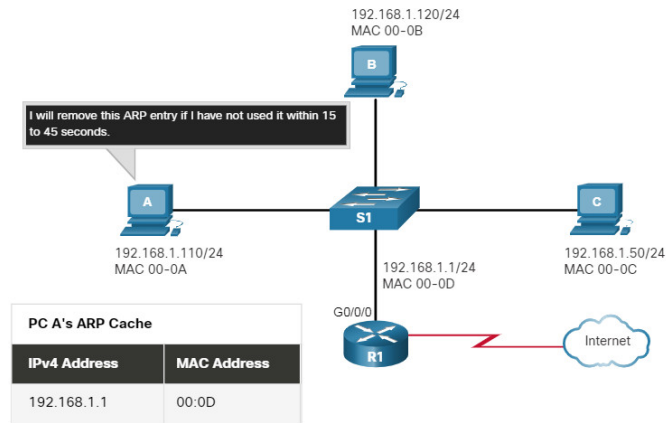 192.168.1.120/24
MAC 00-0B
B
I will remove this ARP entry if I have not used it within 15
to 45 seconds.
A
S1
C
192.168.1.110/24
MAC 00-0A
192.168.1.1/24
MAC 00-0D
192.168.1.50/24
MAC 00-0C
G0/0/0
R1
Internet
PC A's ARP Cache
IPv4 Address MAC Address
192.168.1.1 00:0D